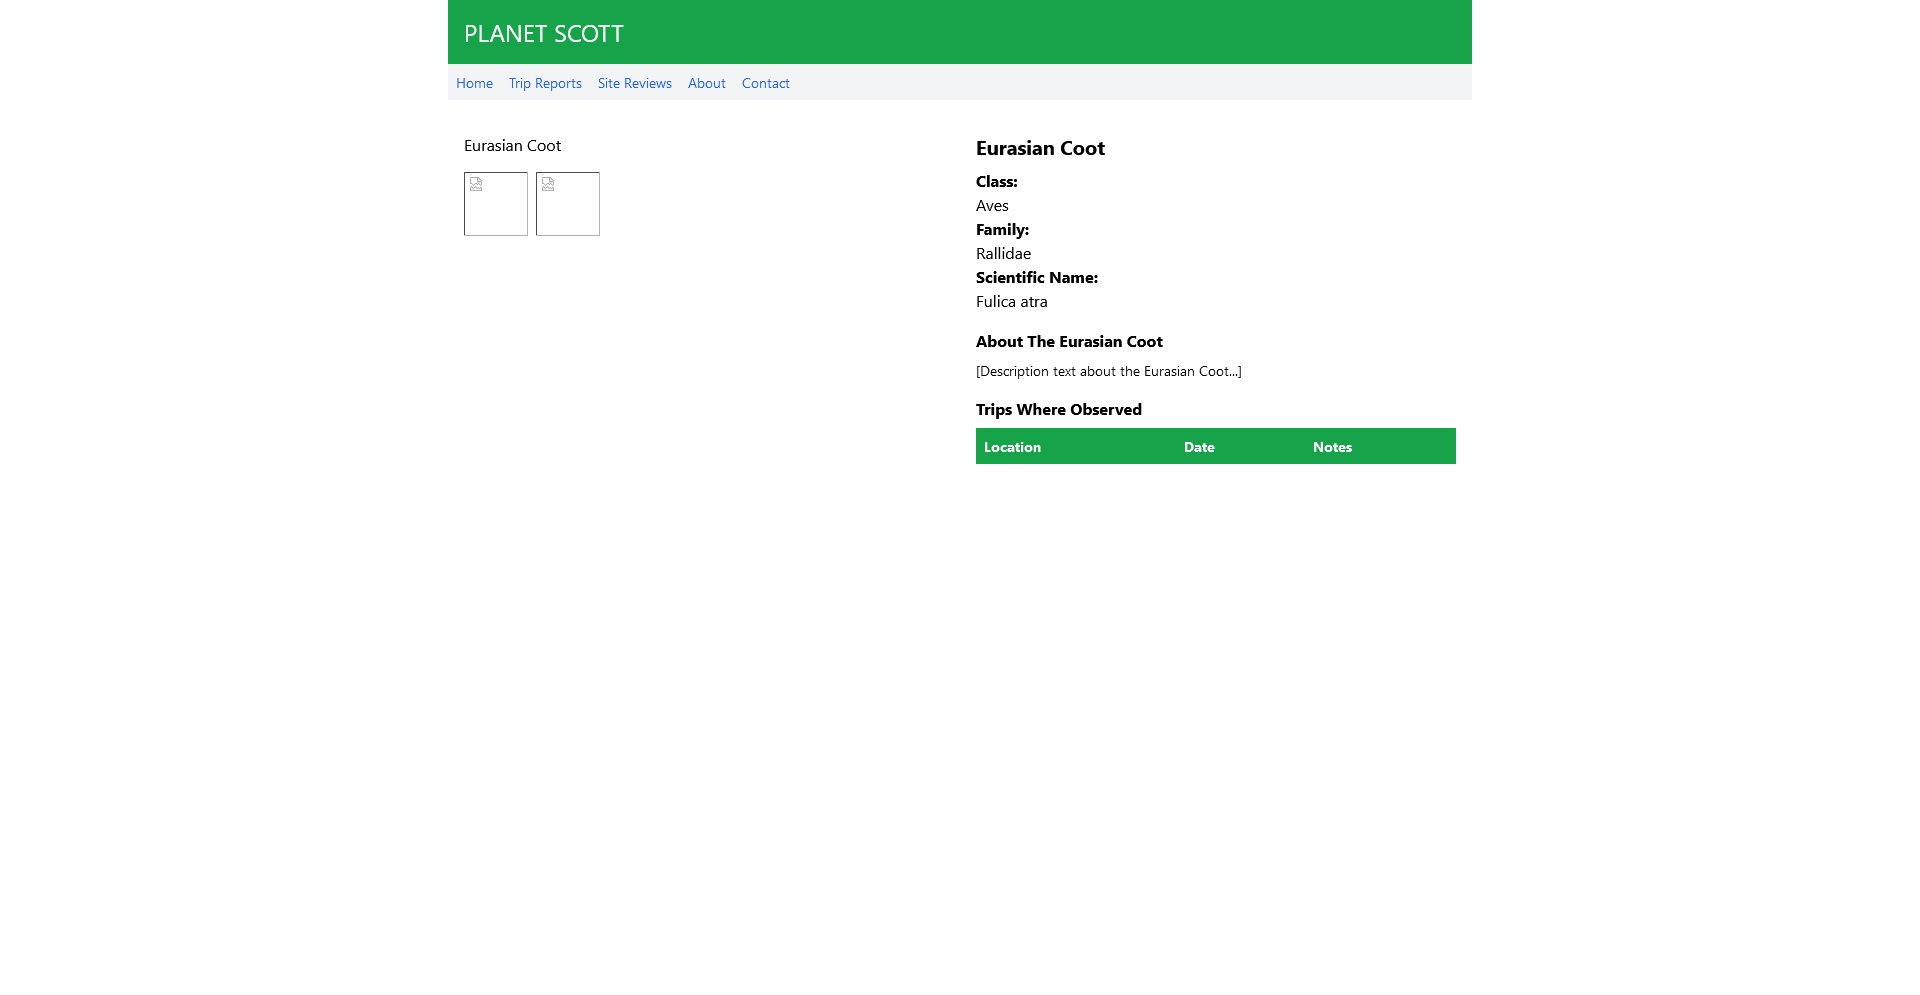 PLANET SCOTT
Home Trip Reports Site Reviews About Contact
Eurasian Coot
Eurasian Coot
Class:
Aves
Family:
Rallidae
Scientific Name:
Fulica atra
About The Eurasian Coot
[Description text about the Eurasian Coot...]
Trips Where Observed
Location Date Notes